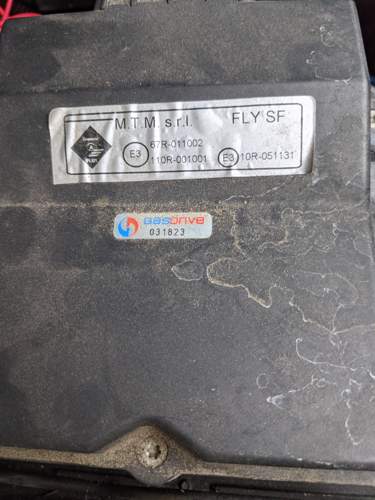 M.T.M. s.r.l. FLY SF
E3 67R-011002
110R-001001 E3 10R-051131
GASDRIVE
031823